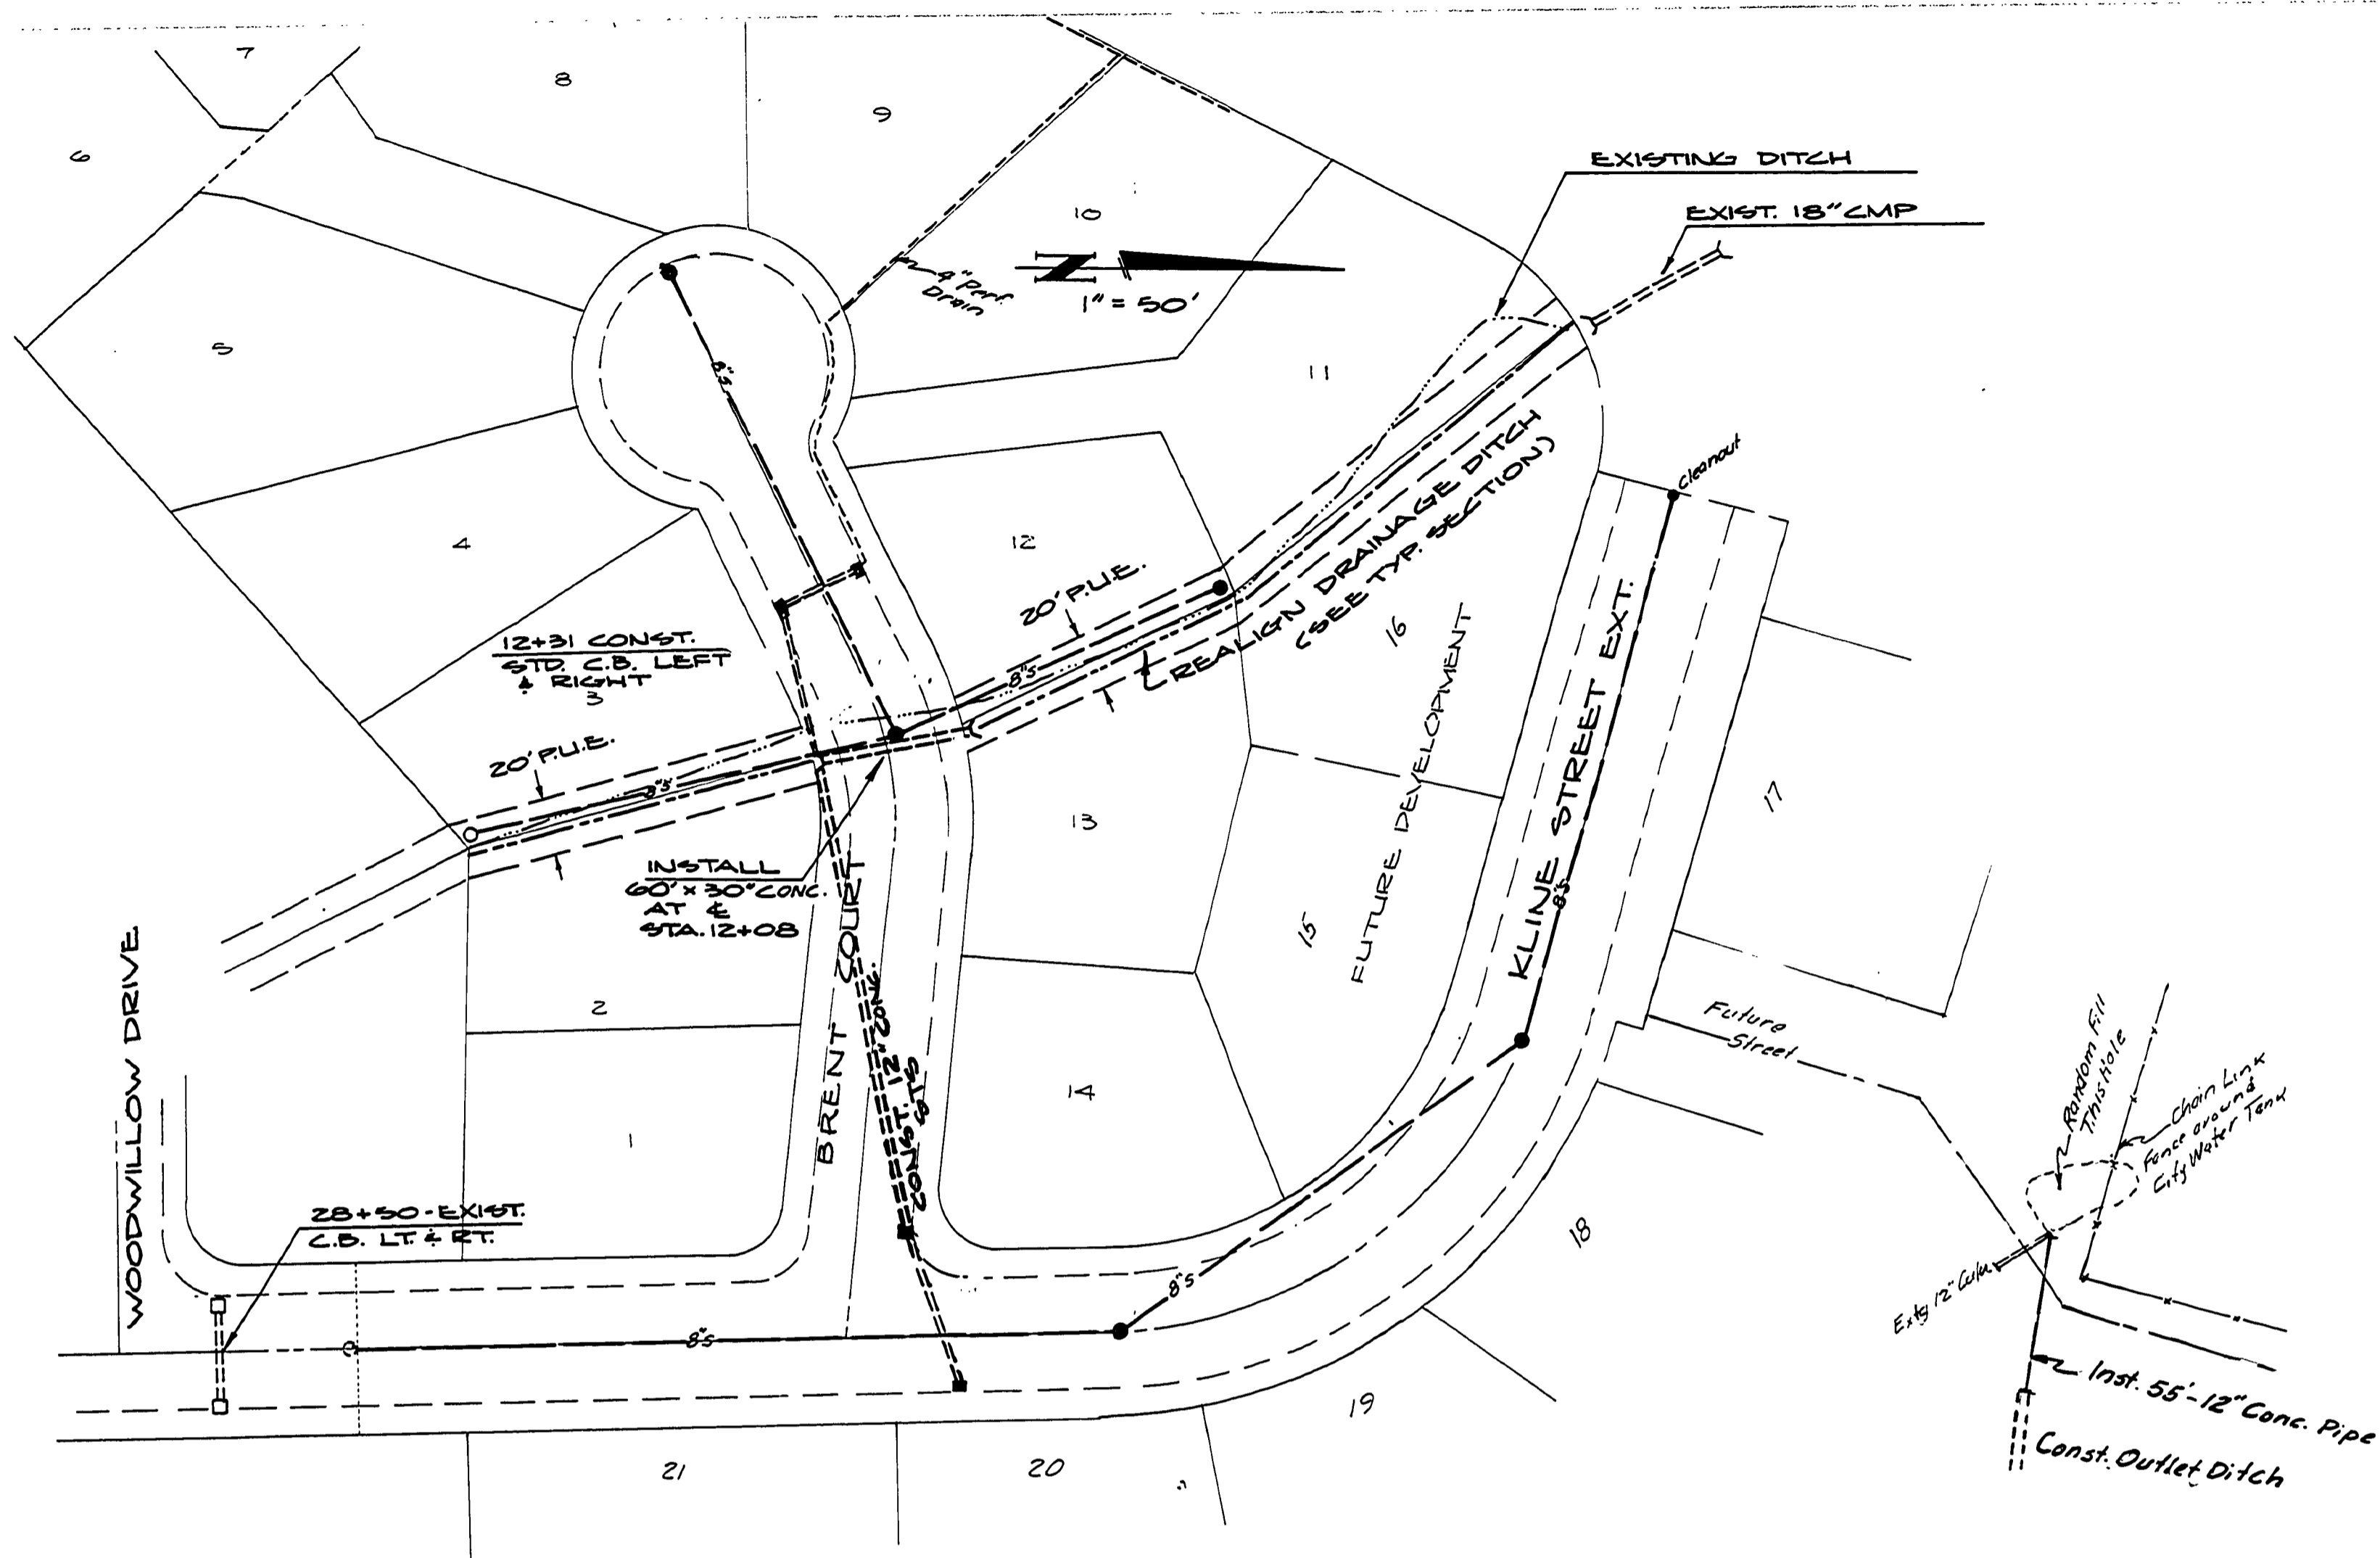 7
8
9
6
10
EXISTING DITCH
EXIST. 18" CMP
4" Perf.
Drain
N
1" = 50'
5
11
8"S
4
12
Cleanout
20' P.U.E.
REALIGN DRAINAGE DITCH
(SEE TYP. SECTION)
16
12+31 CONST.
STD. C.B. LEFT
& RIGHT
3
8"S
20' P.U.E.
8"S
INSTALL
60' x 30" CONC.
AT ℄
STA. 12+08
13
15
FUTURE DEVELOPMENT
KLINE STREET EXT.
8"S
17
WOODWILLOW DRIVE
2
BRENT COURT
CONST. 12" CONC.
STS
14
1
Future
Street
Random Fill
This Hole
Chain Link
Fence around
City Water Tank
28+50 - EXIST.
C.B. LT. & RT.
18
8"S
8"S
Extg 12" Culv.
19
Inst. 55'-12" Conc. Pipe
Const. Outlet Ditch
21
20